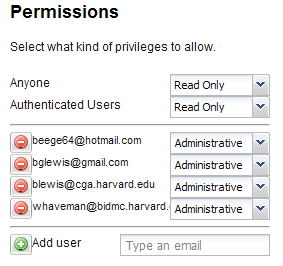 Permissions
Select what kind of privileges to allow.
Anyone Read Only
Authenticated Users Read Only
beege64@hotmail.com Administrative
bglewis@gmail.com Administrative
blewis@cga.harvard.edu Administrative
whaveman@bidmc.harvard. Administrative
Add user Type an email